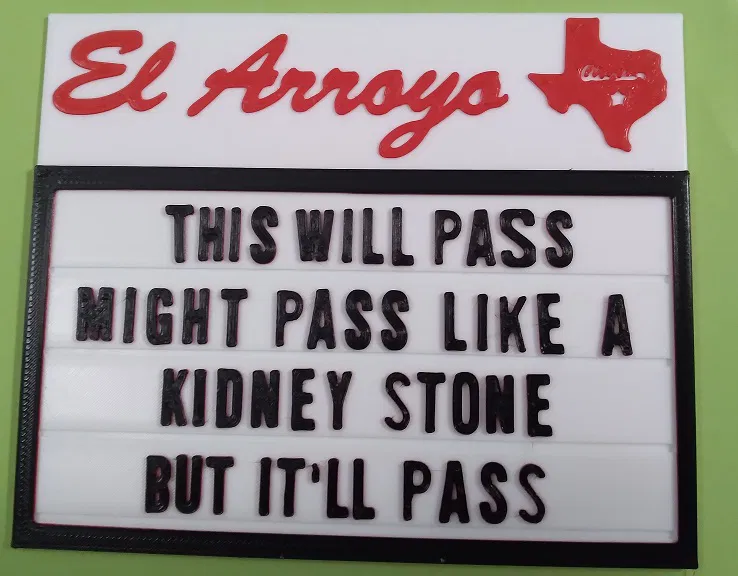 El Arroyo
THIS WILL PASS
MIGHT PASS LIKE A
KIDNEY STONE
BUT IT'LL PASS